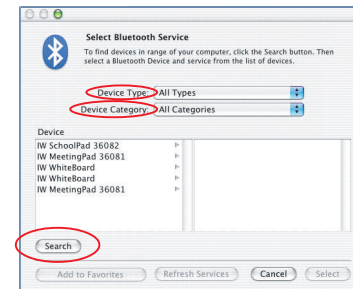 Select Bluetooth Service
To find devices in range of your computer, click the Search button. Then
select a Bluetooth Device and service from the list of devices.
Device Type: All Types
Device Category: All Categories
Device
IW SchoolPad 36082
IW MeetingPad 36081
IW WhiteBoard
IW WhiteBoard
IW MeetingPad 36081
Search
Add to Favorites Refresh Services Cancel Select